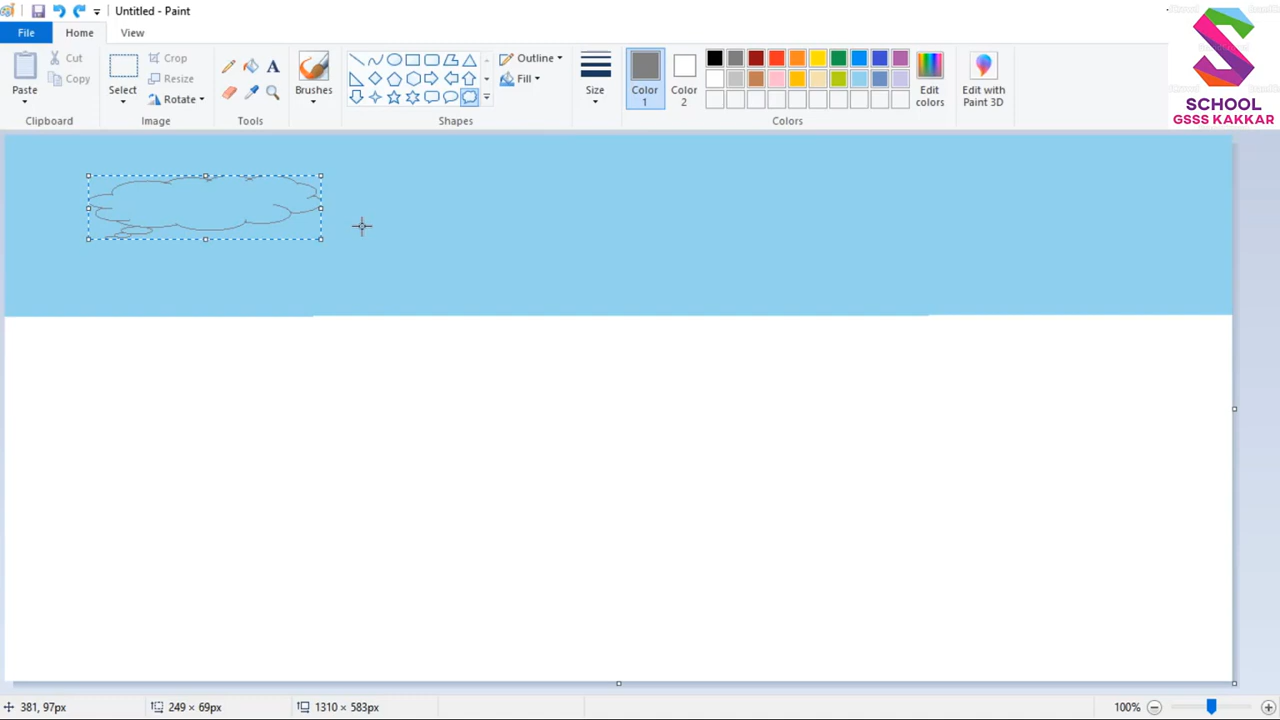 Untitled - Paint
File
Home
View
Paste
Cut
Copy
Clipboard
Select
Crop
Resize
Rotate
Image
A
Tools
Brushes
Shapes
Outline
Fill
Size
Color
1
Color
2
Edit
colors
Colors
Edit with
Paint 3D
SCHOOL
GSSS KAKKAR
381, 97px
249 × 69px
1310 × 583px
100%